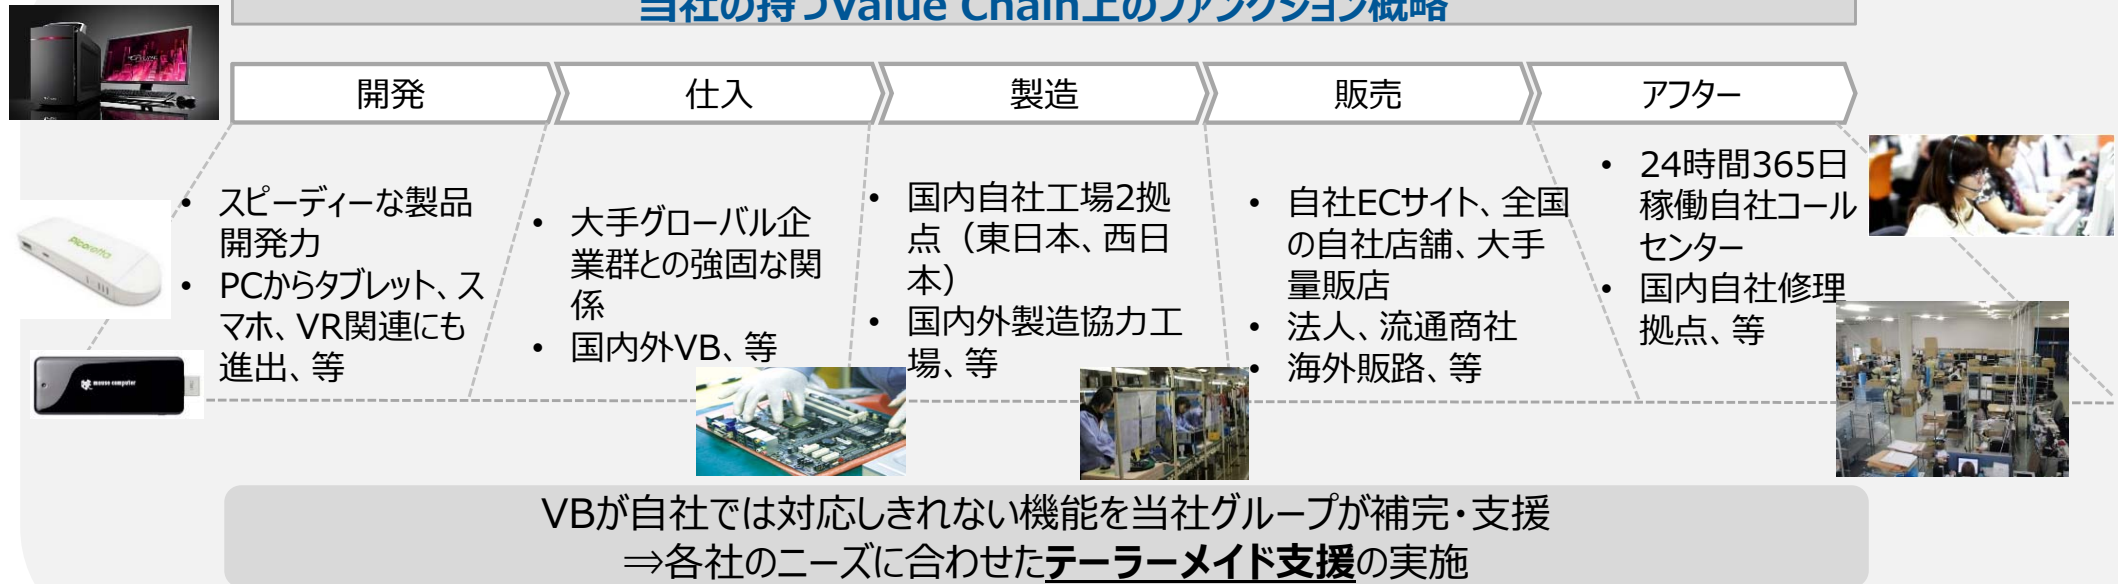 当社の持つValue Chain上のファンクション概略
開発
仕入
製造
販売
アフター
• スピーディーな製品
開発力
• PCからタブレット、ス
マホ、VR関連にも
進出、等
• 大手グローバル企
業群との強固な関
係
• 国内外VB、等
• 国内自社工場2拠
点（東日本、西日
本）
• 国内外製造協力工
場、等
• 自社ECサイト、全国
の自社店舗、大手
量販店
• 法人、流通商社
• 海外販路、等
• 24時間365日
稼働自社コール
センター
• 国内自社修理
拠点、等
picoretta
mouse computer
VBが自社では対応しきれない機能を当社グループが補完・支援
⇒各社のニーズに合わせたテーラーメイド支援の実施